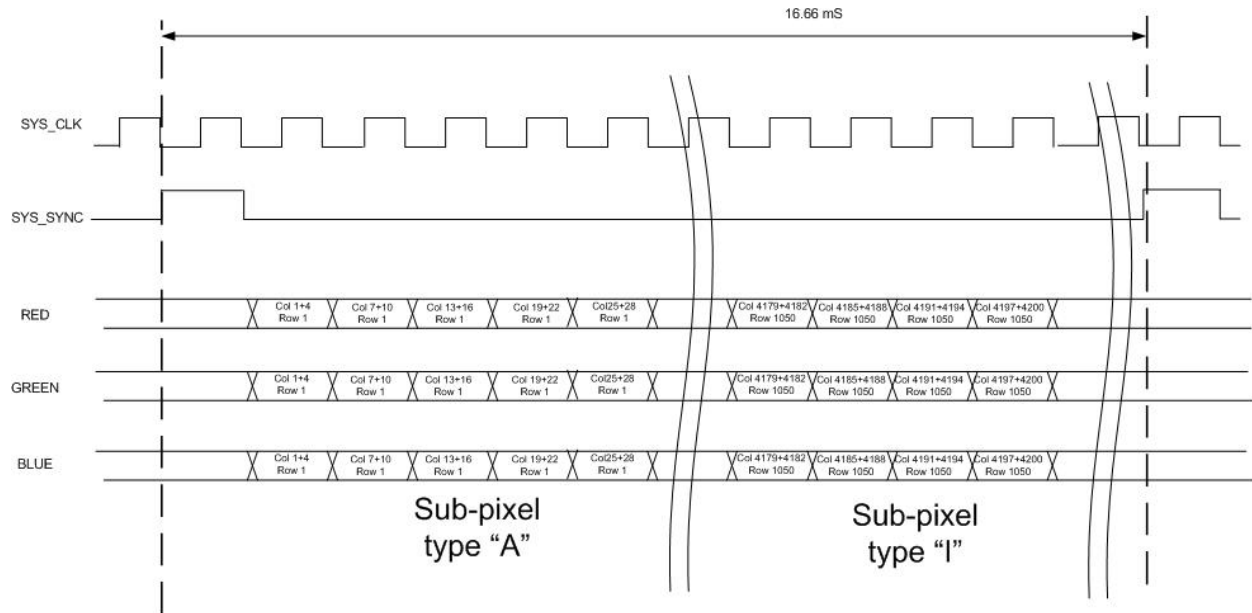 16.66 mS
SYS_CLK
SYS_SYNC
RED
Col 1+4 Col 7+10 Col 13+16 Col 19+22 Col25+28 Col 4179+4182 Col 4185+4188 Col 4191+4194 Col 4197+4200
Row 1 Row 1 Row 1 Row 1 Row 1 Row 1050 Row 1050 Row 1050 Row 1050
GREEN
Col 1+4 Col 7+10 Col 13+16 Col 19+22 Col25+28 Col 4179+4182 Col 4185+4188 Col 4191+4194 Col 4197+4200
Row 1 Row 1 Row 1 Row 1 Row 1 Row 1050 Row 1050 Row 1050 Row 1050
BLUE
Col 1+4 Col 7+10 Col 13+16 Col 19+22 Col25+28 Col 4179+4182 Col 4185+4188 Col 4191+4194 Col 4197+4200
Row 1 Row 1 Row 1 Row 1 Row 1 Row 1050 Row 1050 Row 1050 Row 1050
Sub-pixel
type “A”
Sub-pixel
type “I”